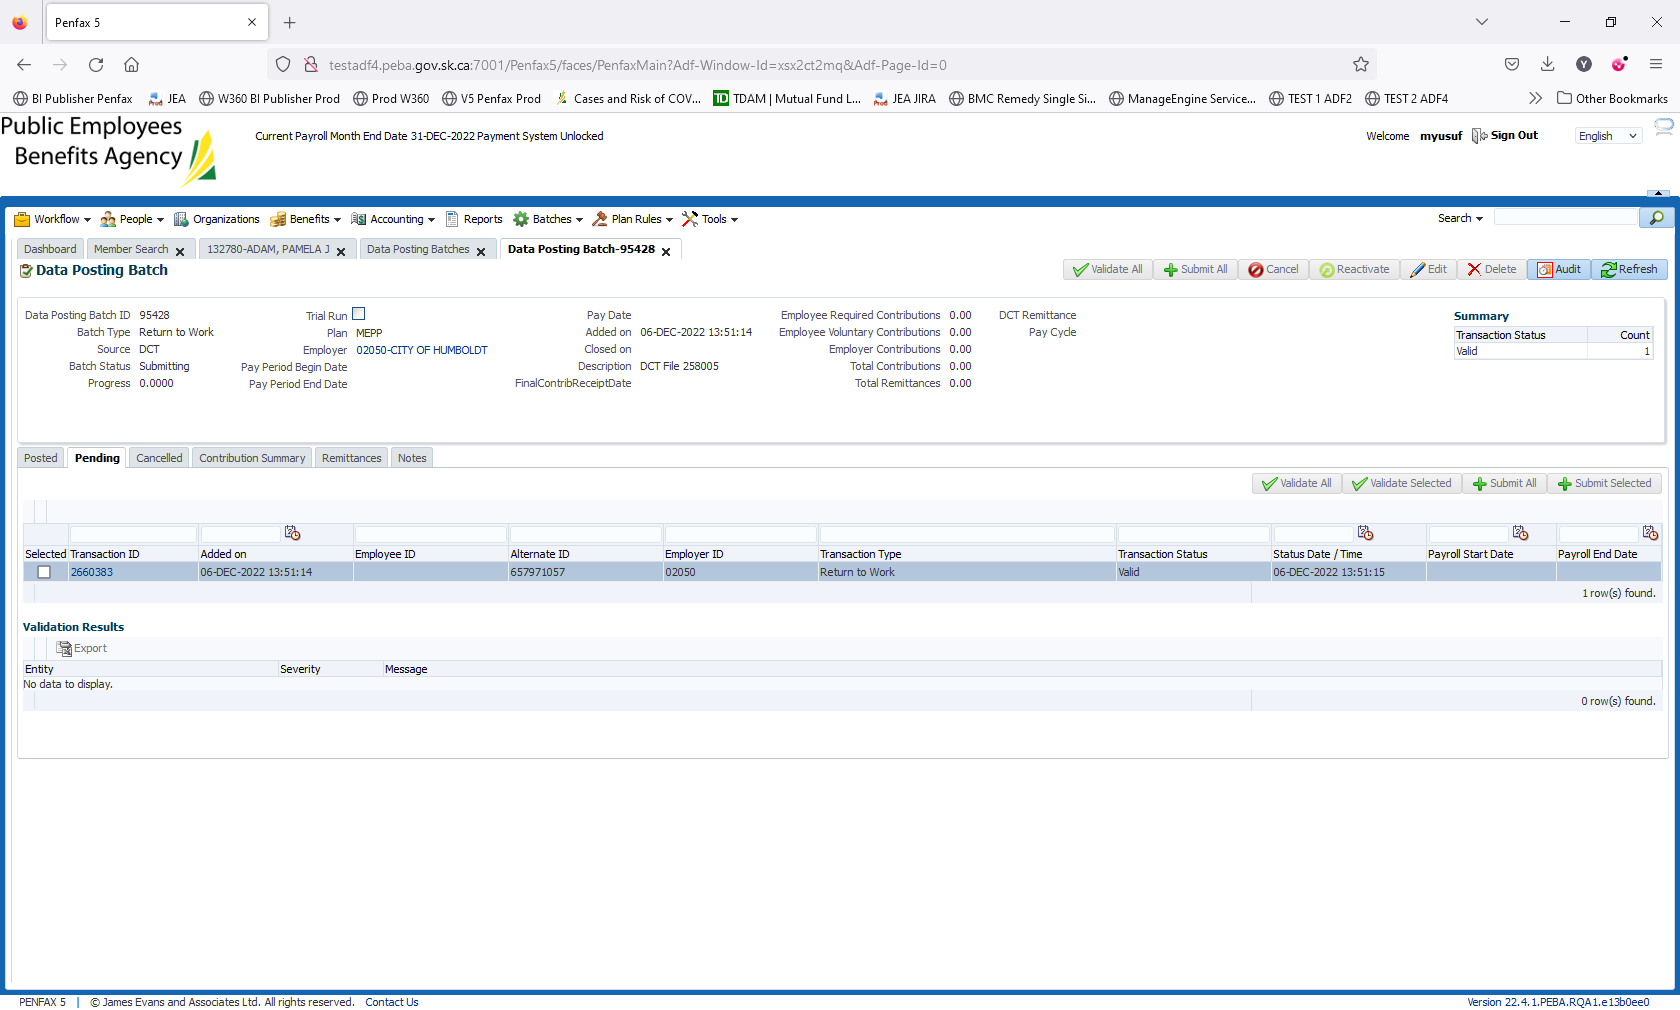 Penfax 5
testadf4.peba.gov.sk.ca:7001/Penfax5/faces/PenfaxMain?Adf-Window-Id=xsx2ct2mq&Adf-Page-Id=0
Y
BI Publisher Penfax JEA W360 BI Publisher Prod Prod W360 V5 Penfax Prod Cases and Risk of COV... TD TDAM | Mutual Fund L... JEA JIRA BMC Remedy Single Si... ManageEngine Service... TEST 1 ADF2 TEST 2 ADF4 Other Bookmarks
Public Employees
Benefits Agency
Current Payroll Month End Date 31-DEC-2022 Payment System Unlocked
Welcome myusuf Sign Out English
Workflow People Organizations Benefits Accounting Reports Batches Plan Rules Tools Search
Dashboard Member Search 132780-ADAM, PAMELA J Data Posting Batches Data Posting Batch-95428
Data Posting Batch
Validate All Submit All Cancel Reactivate Edit Delete Audit Refresh
Data Posting Batch ID 95428
Batch Type Return to Work
Source DCT
Batch Status Submitting
Progress 0.0000
Trial Run
Plan MEPP
Employer 02050-CITY OF HUMBOLDT
Pay Period Begin Date
Pay Period End Date
Pay Date
Added on 06-DEC-2022 13:51:14
Closed on
Description DCT File 258005
FinalContribReceiptDate
Employee Required Contributions 0.00
Employee Voluntary Contributions 0.00
Employer Contributions 0.00
Total Contributions 0.00
Total Remittances 0.00
DCT Remittance
Pay Cycle
Summary
Transaction Status Count
Valid 1
Posted Pending Cancelled Contribution Summary Remittances Notes
Validate All Validate Selected Submit All Submit Selected
Selected Transaction ID Added on Employee ID Alternate ID Employer ID Transaction Type Transaction Status Status Date / Time Payroll Start Date Payroll End Date
2660383 06-DEC-2022 13:51:14 657971057 02050 Return to Work Valid 06-DEC-2022 13:51:15
1 row(s) found.
Validation Results
Export
Entity Severity Message
No data to display.
0 row(s) found.
PENFAX 5 | © James Evans and Associates Ltd. All rights reserved. Contact Us
Version 22.4.1.PEBA.RQA1.e13b0ee0